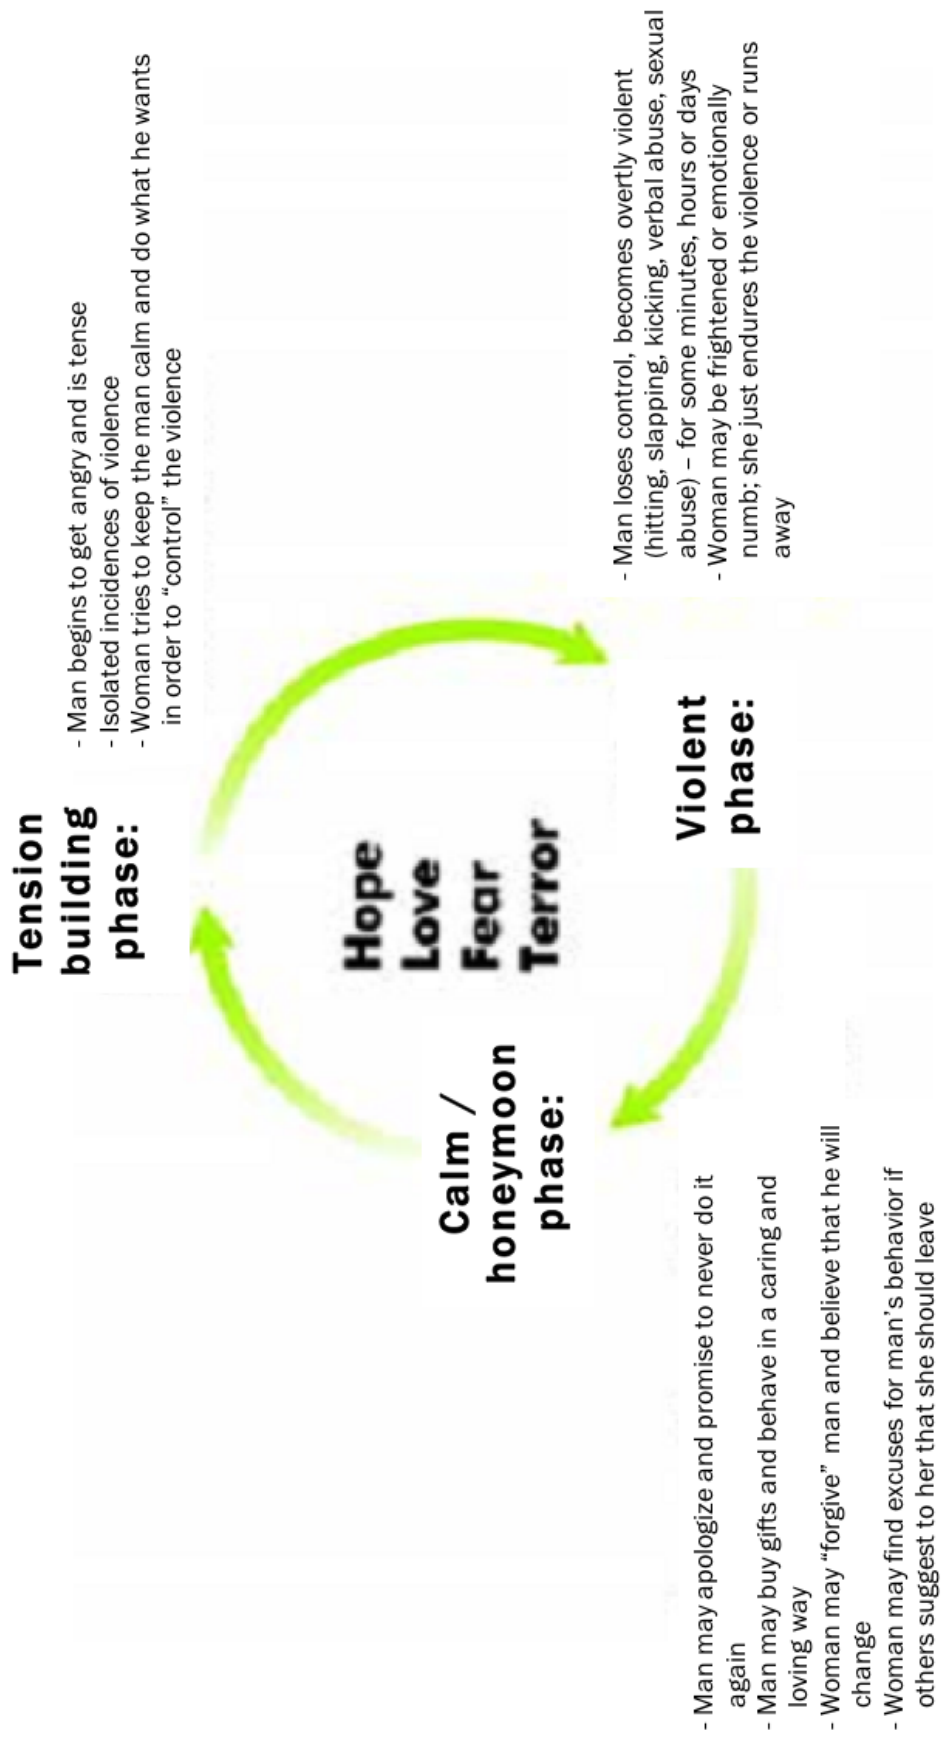 Tension
building
phase:
- Man begins to get angry and is tense
- Isolated incidences of violence
- Woman tries to keep the man calm and do what he wants
in order to “control” the violence
Hope
Love
Fear
Terror
Violent
phase:
- Man loses control, becomes overtly violent
(hitting, slapping, kicking, verbal abuse, sexual
abuse) – for some minutes, hours or days
- Woman may be frightened or emotionally
numb; she just endures the violence or runs
away
Calm /
honeymoon
phase:
- Man may apologize and promise to never do it
again
- Man may buy gifts and behave in a caring and
loving way
- Woman may “forgive” man and believe that he will
change
- Woman may find excuses for man’s behavior if
others suggest to her that she should leave